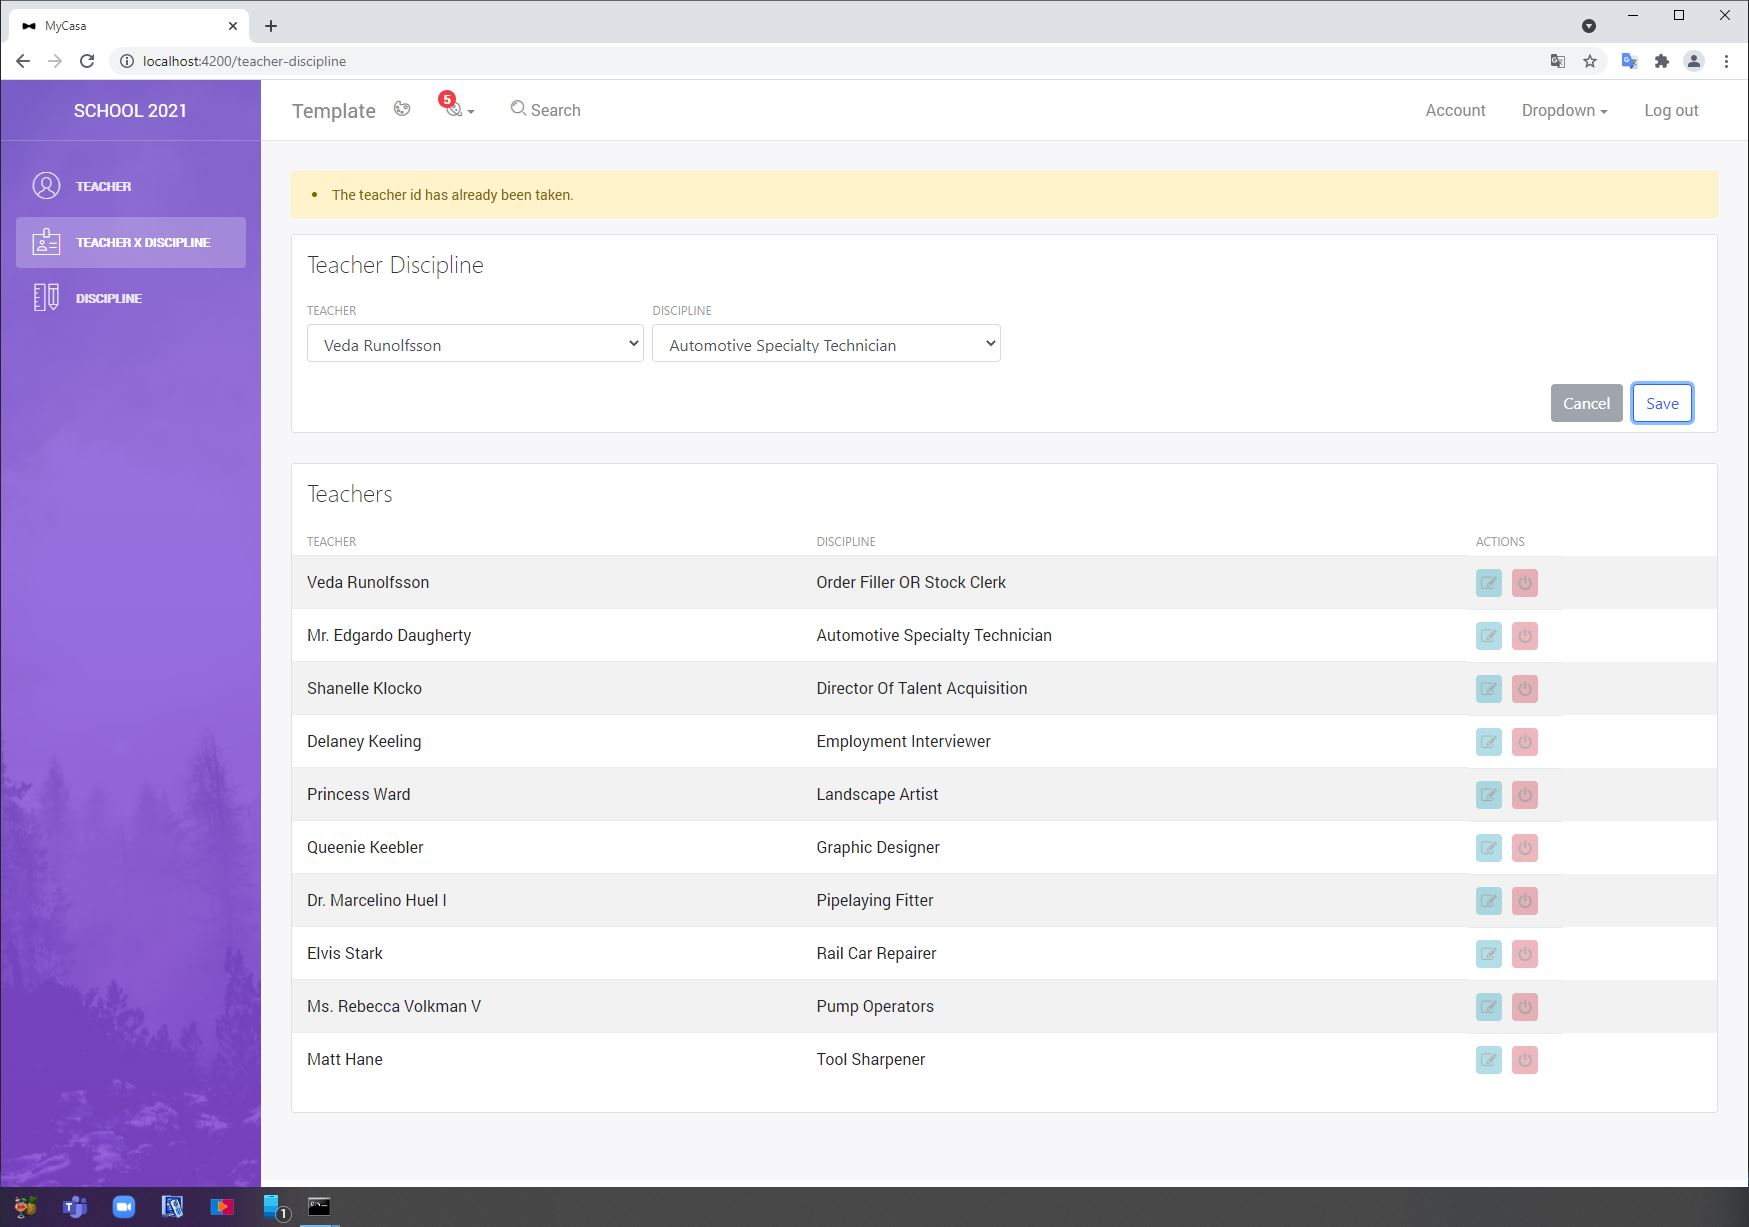 MyCasa
localhost:4200/teacher-discipline
SCHOOL 2021
Template
5
Search
Account
Dropdown
Log out
TEACHER
TEACHER X DISCIPLINE
DISCIPLINE
The teacher id has already been taken.
Teacher Discipline
TEACHER DISCIPLINE
Veda Runolfsson Automotive Specialty Technician
Cancel Save
Teachers
TEACHER DISCIPLINE ACTIONS
Veda Runolfsson Order Filler OR Stock Clerk
Mr. Edgardo Daugherty Automotive Specialty Technician
Shanelle Klocko Director Of Talent Acquisition
Delaney Keeling Employment Interviewer
Princess Ward Landscape Artist
Queenie Keebler Graphic Designer
Dr. Marcelino Huel I Pipelaying Fitter
Elvis Stark Rail Car Repairer
Ms. Rebecca Volkman V Pump Operators
Matt Hane Tool Sharpener
1